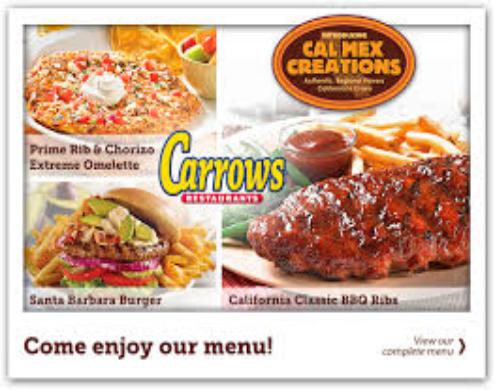 INTRODUCING
CAL MEX
CREATIONS
Authentic, Regional Flavors
Prime Rib & Chorizo
Extreme Omelette
Carrows
RESTAURANTS
Santa Barbara Burger
California Classic BBQ Ribs
Come enjoy our menu!
View our
complete menu